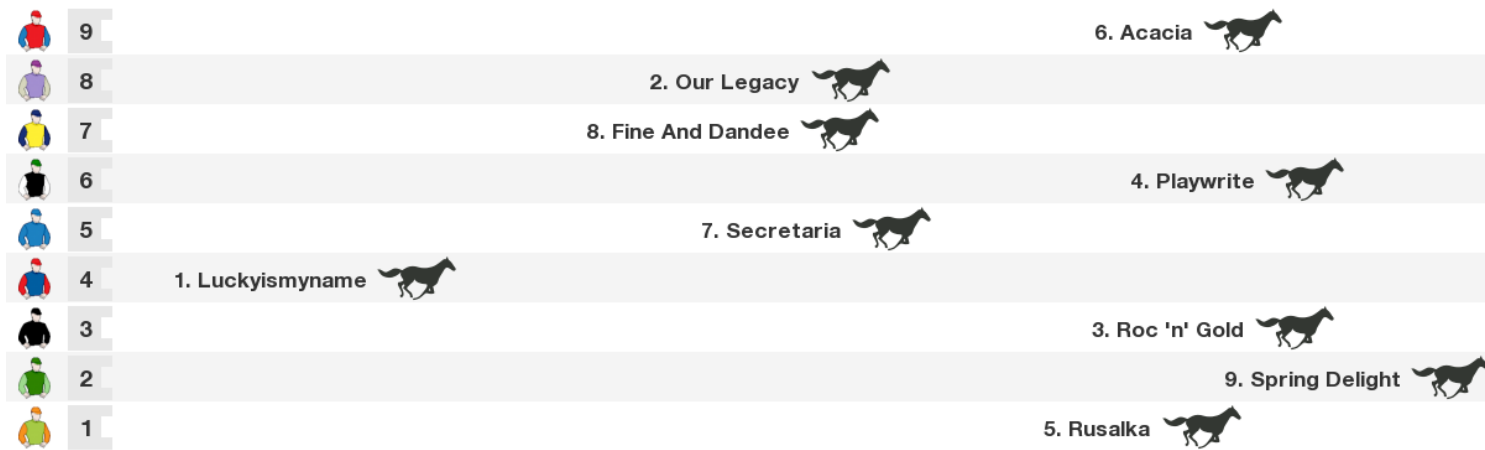 9 6. Acacia
8 2. Our Legacy
7 8. Fine And Dandee
6 4. Playwrite
5 7. Secretaria
4 1. Luckyismyname
3 3. Roc 'n' Gold
2 9. Spring Delight
1 5. Rusalka